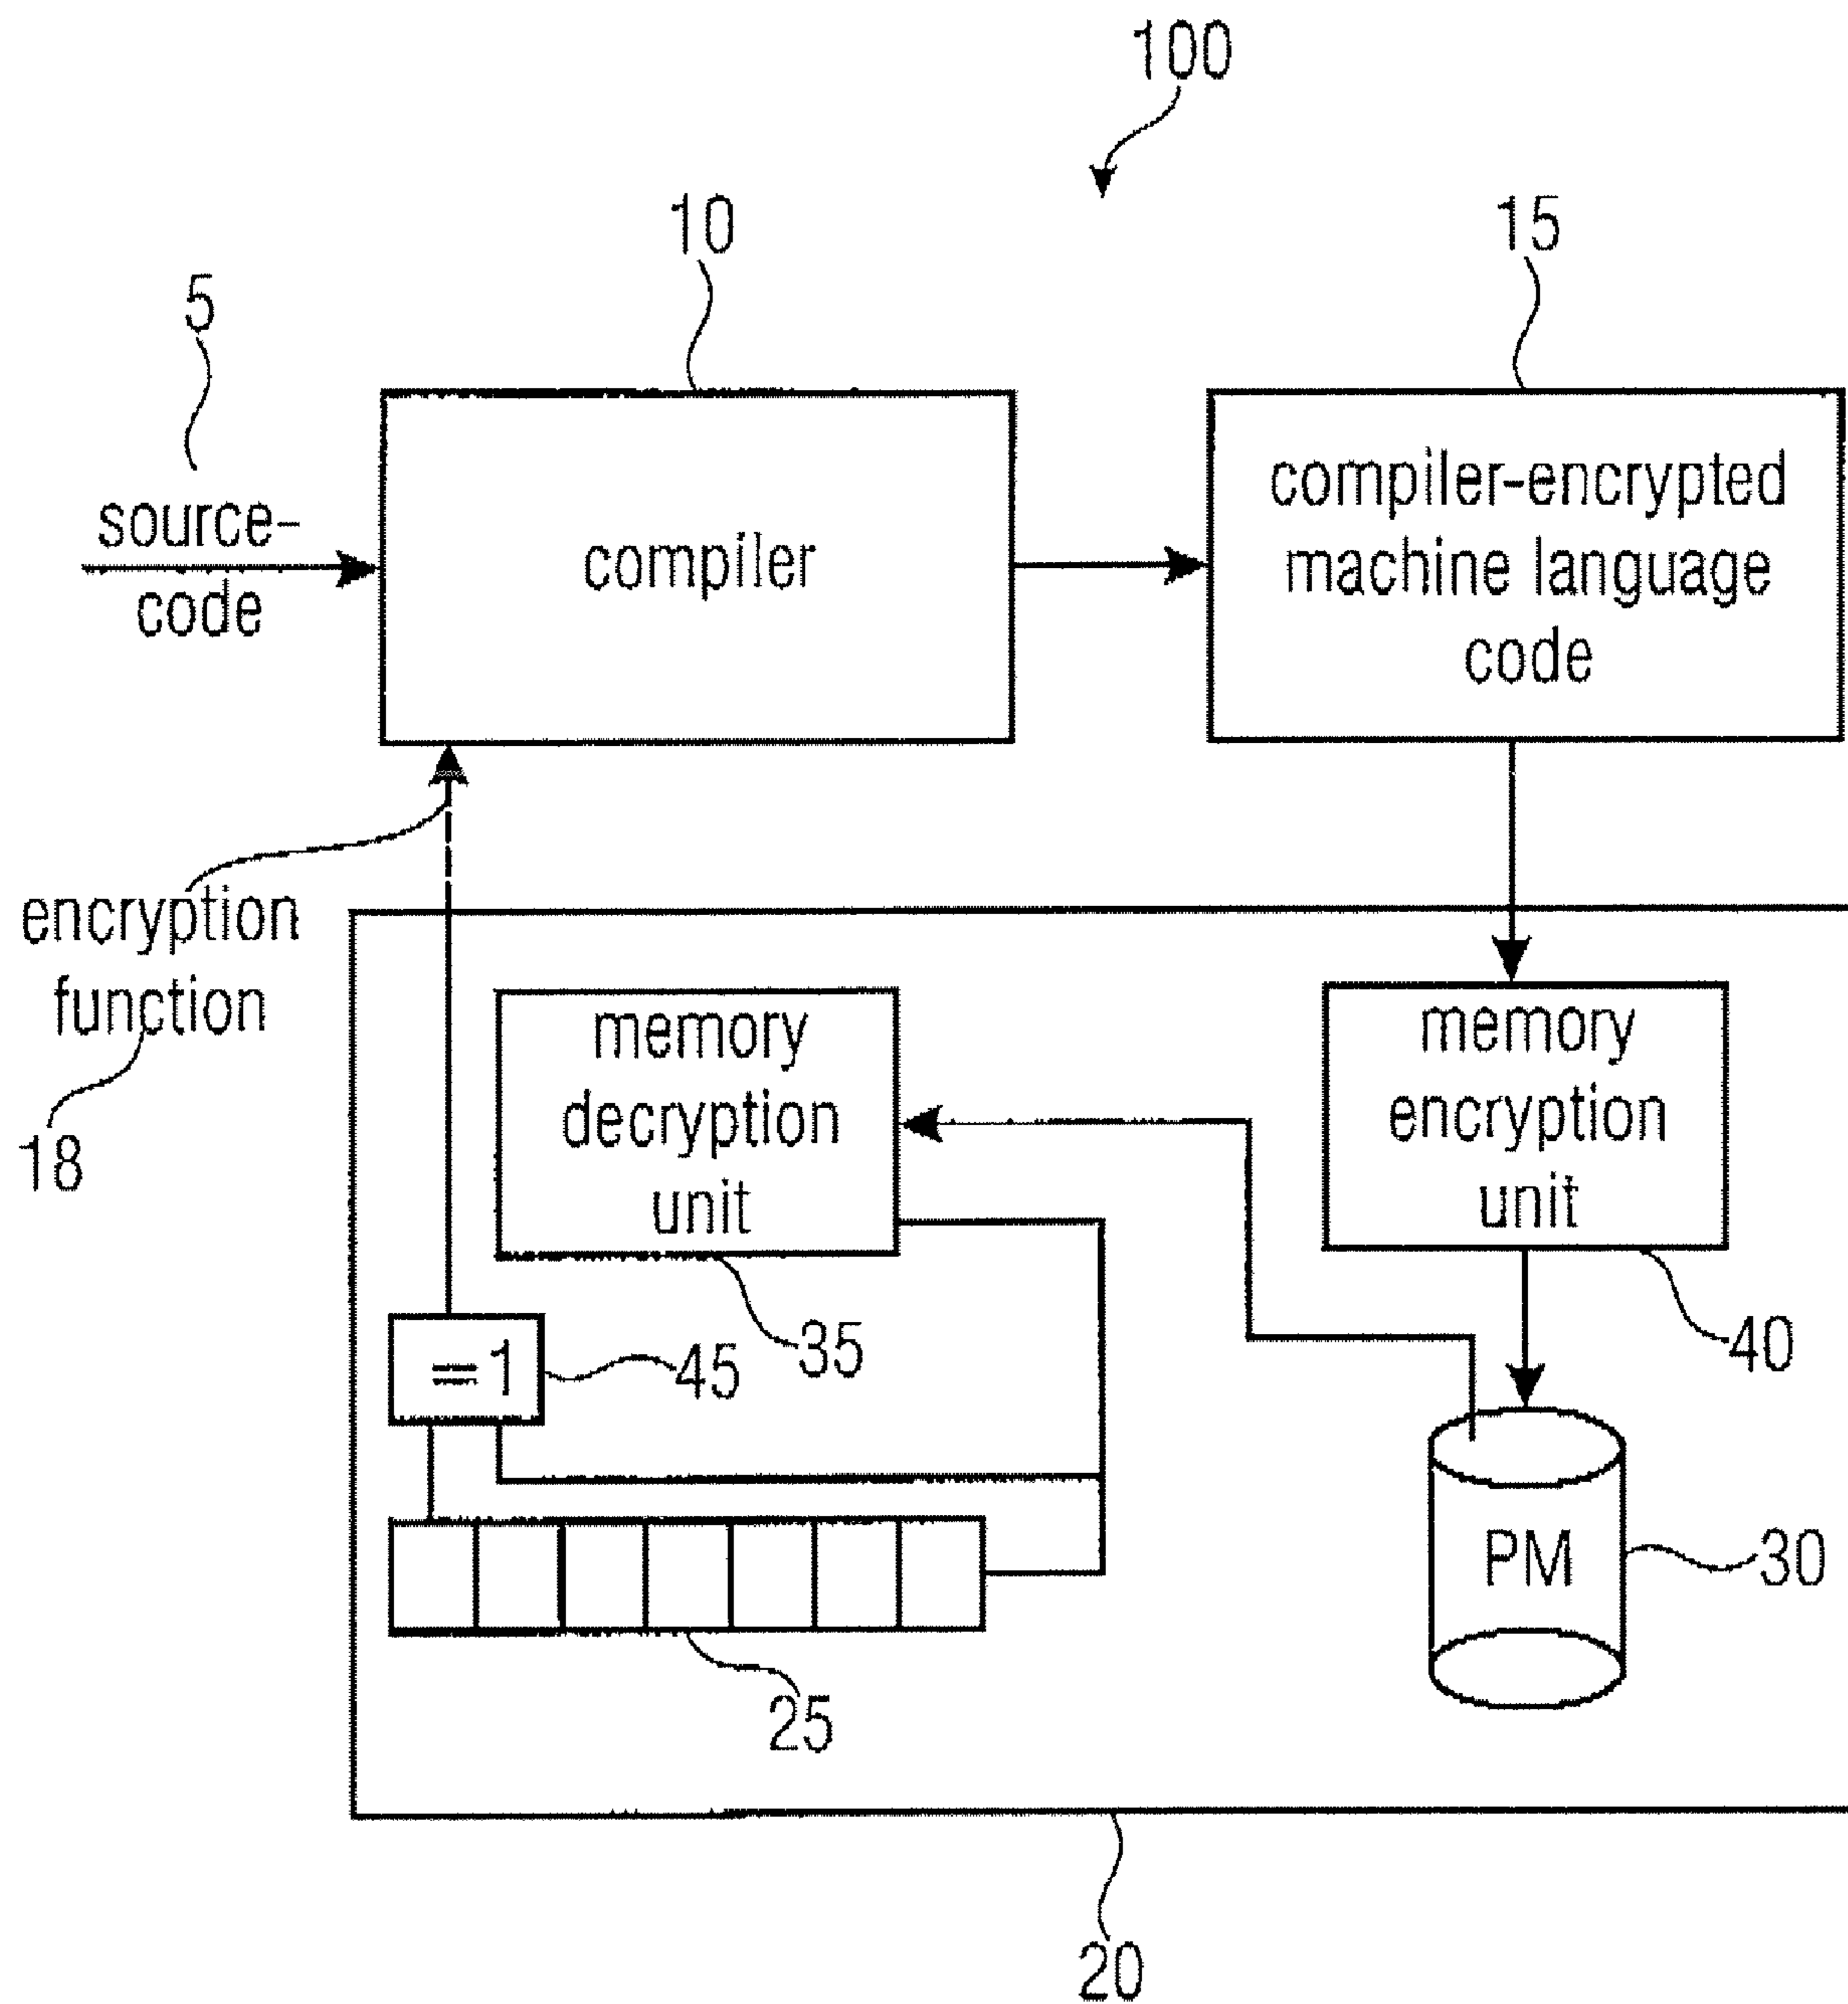 100
10
15
5
source-
code
compiler
compiler-encrypted
machine language
code
encryption
function
18
memory
decryption
unit
memory
encryption
unit
=1
45
35
40
PM
30
25
20